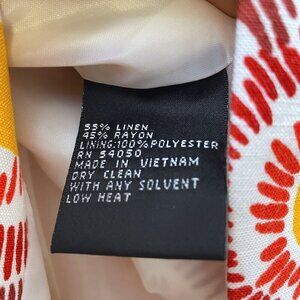 55% LINEN
45% RAYON
LINING:100%POLYESTER
RN 54050
MADE IN VIETNAM
DRY CLEAN
WITH ANY SOLVENT
LOW HEAT